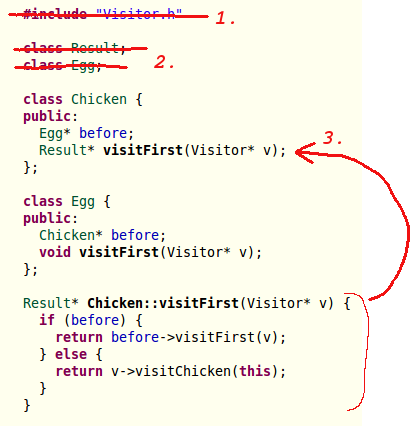 #include "Visitor.h" 1.
class Result;
class Egg; 2.
class Chicken {
public:
Egg* before;
Result* visitFirst(Visitor* v); 3.
};
class Egg {
public:
Chicken* before;
void visitFirst(Visitor* v);
};
Result* Chicken::visitFirst(Visitor* v) {
if (before) {
return before->visitFirst(v);
} else {
return v->visitChicken(this);
}
}